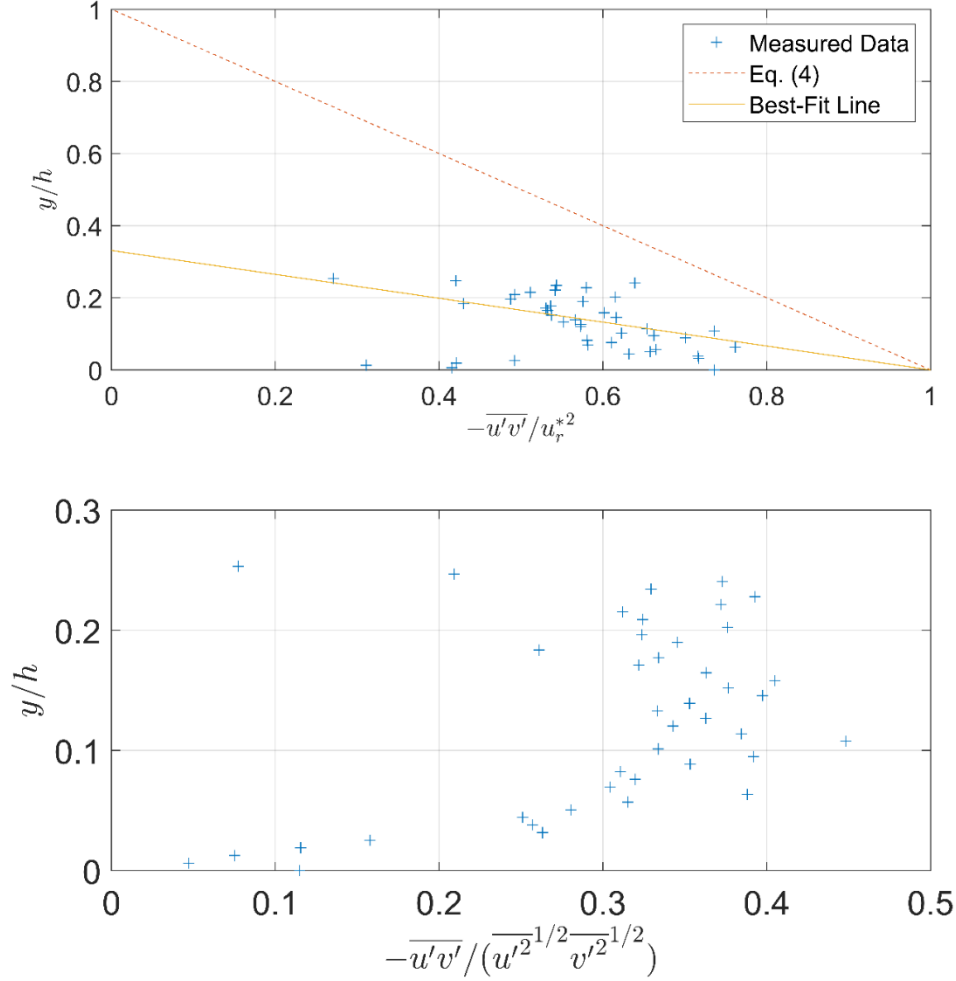 1
0.8
0.6
0.4
0.2
0
y/h
Measured Data
Eq. (4)
Best-Fit Line
0 0.2 0.4 0.6 0.8 1
$-\overline{u'v'}/u_r^{*2}$
0.3
0.2
0.1
0
y/h
0 0.1 0.2 0.3 0.4 0.5
$-\overline{u'v'}/(\overline{u'^2}^{1/2}\overline{v'^2}^{1/2})$